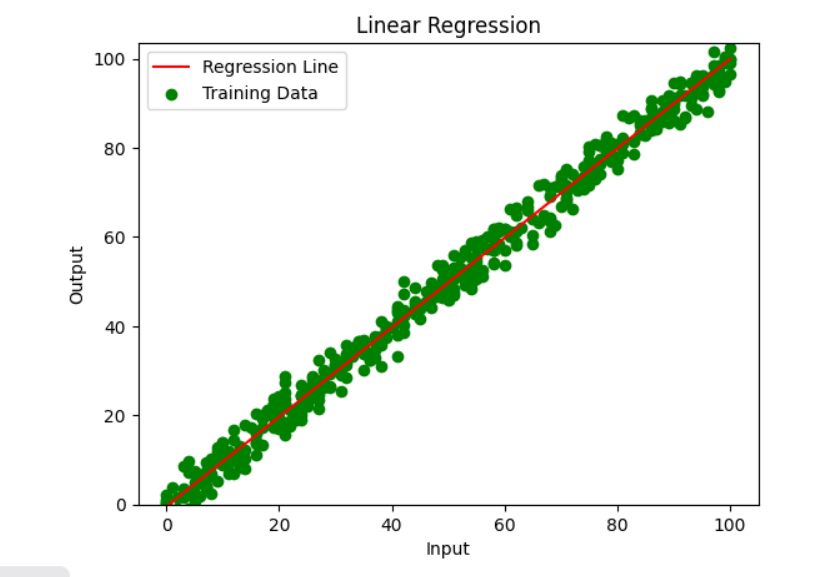 Linear Regression
Regression Line
Training Data
100
80
60
40
20
0
Output
0 20 40 60 80 100
Input